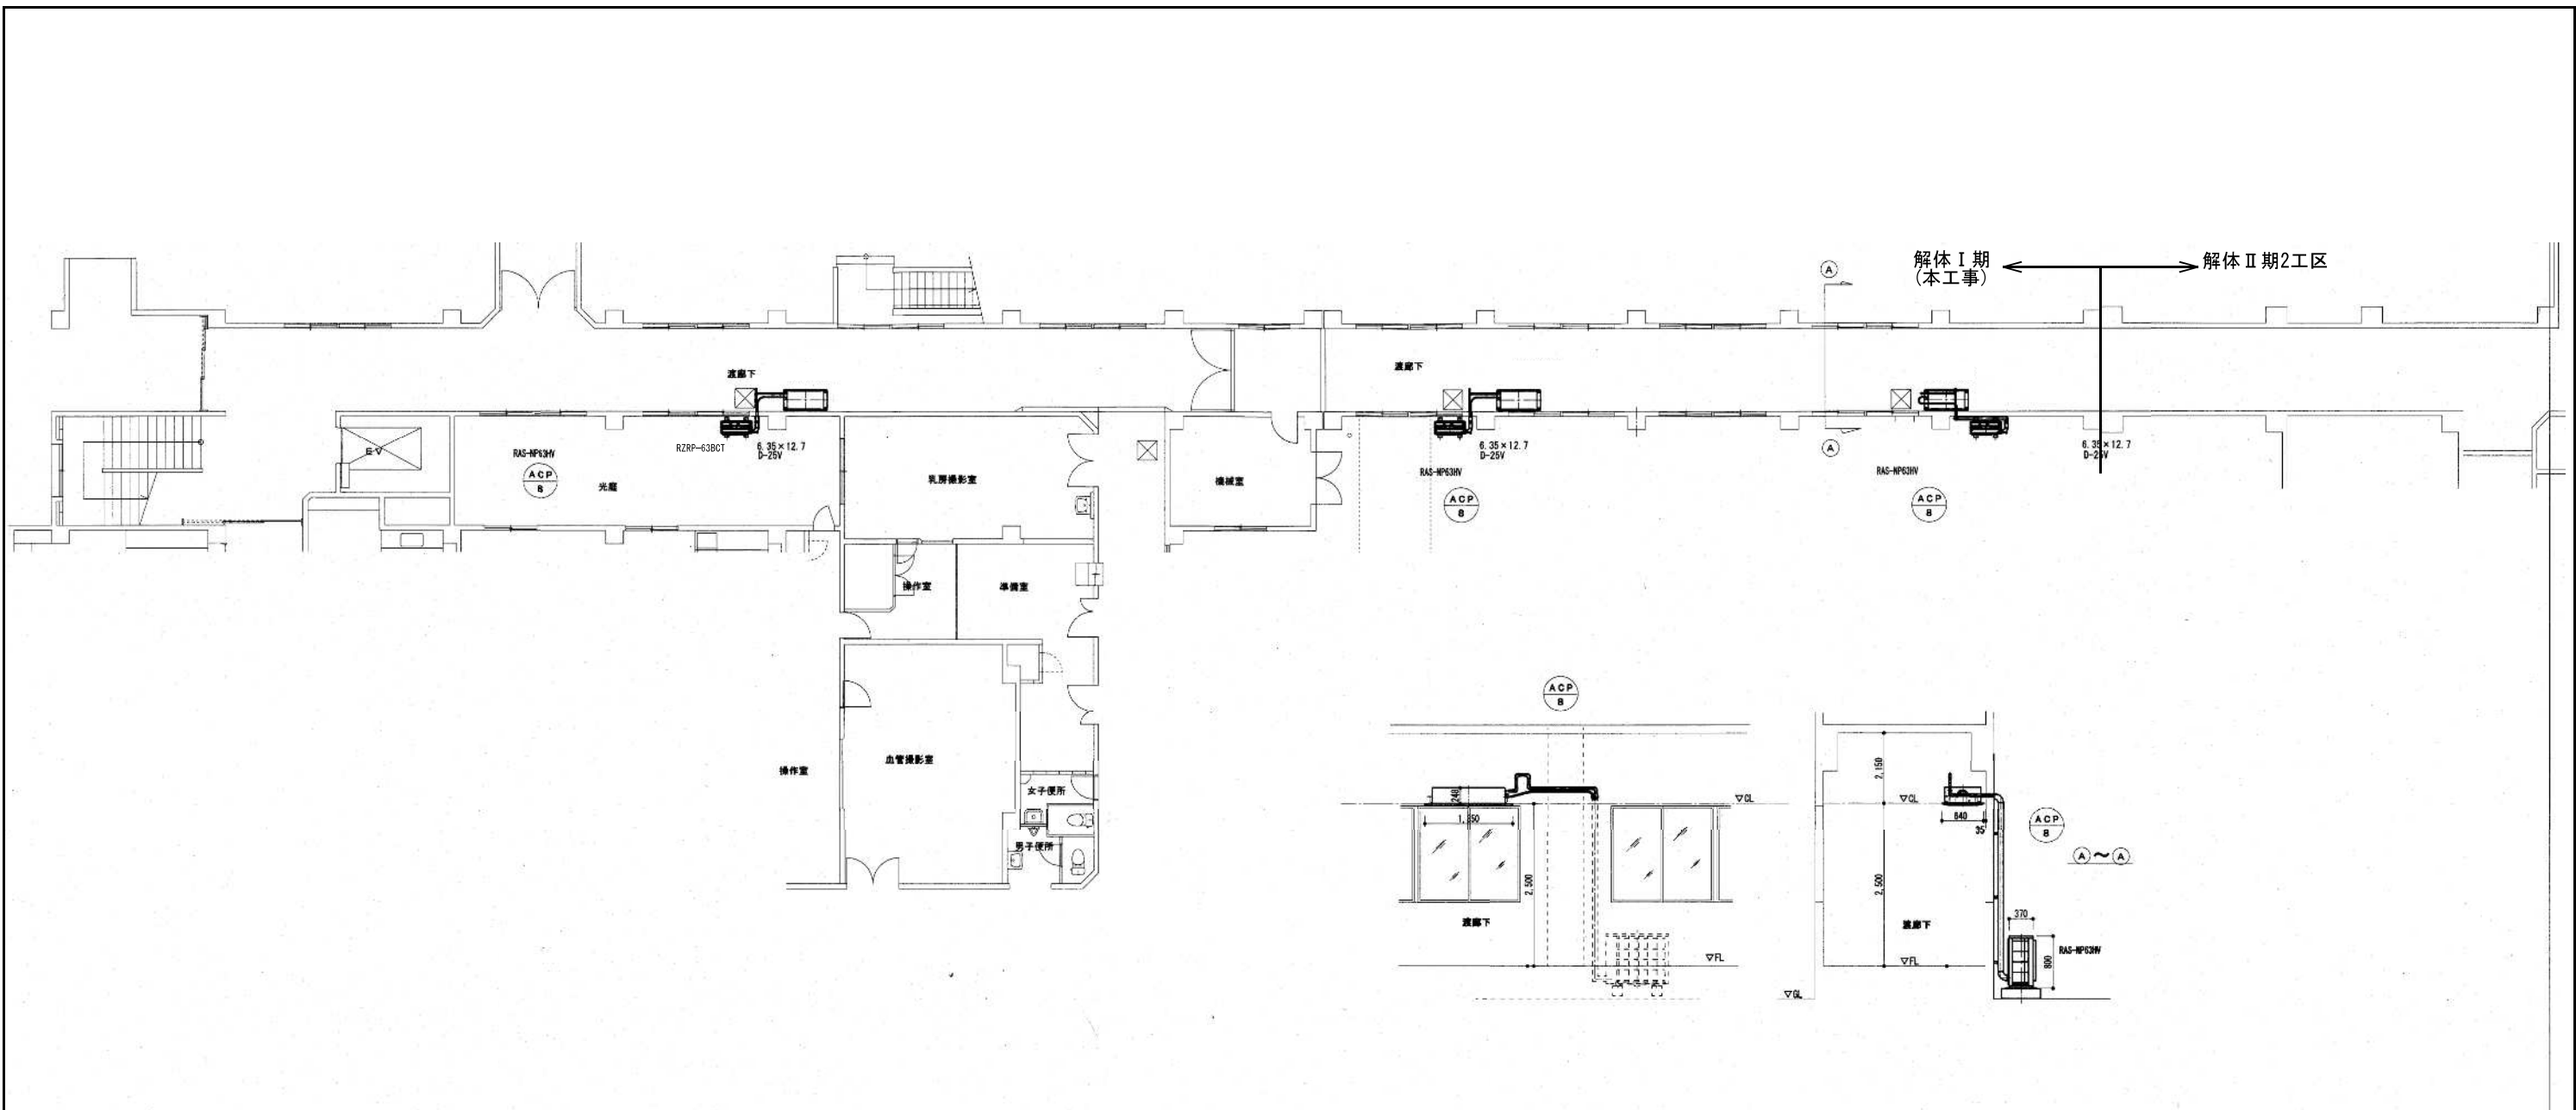 解体Ⅰ期
(本工事)
解体Ⅱ期2工区
A
渡廊下
渡廊下
EV
RAS-NP63HV
ACP
8
光庭
RZRP-63BCT
6.35×12.7
D-25V
乳房撮影室
機械室
6.35×12.7
D-25V
RAS-NP63HV
ACP
8
A
RAS-NP63HV
ACP
8
6.35×12.7
D-25V
操作室
準備室
操作室
血管撮影室
女子便所
男子便所
ACP
8
240
1,350
▽CL
2,500
渡廊下
▽FL
2,150
▽CL
640
35
ACP
8
A～A
2,500
渡廊下
370
800
RAS-NP63HV
▽FL
▽GL